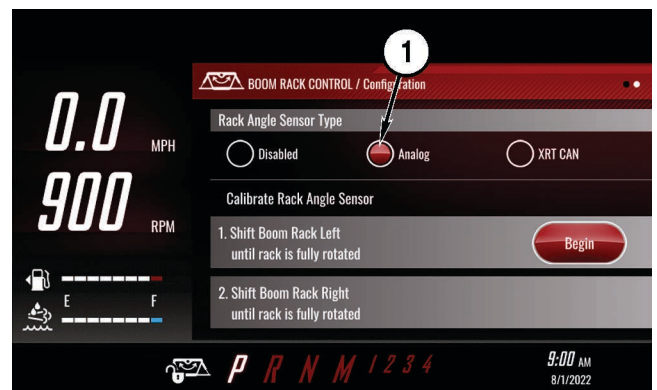 1
BOOM RACK CONTROL / Configuration
Rack Angle Sensor Type
Disabled
Analog
XRT CAN
0.0 MPH
Calibrate Rack Angle Sensor
900 RPM
1. Shift Boom Rack Left
until rack is fully rotated
Begin
2. Shift Boom Rack Right
until rack is fully rotated
E F
P R N M 1 2 3 4
9:00 AM
8/1/2022